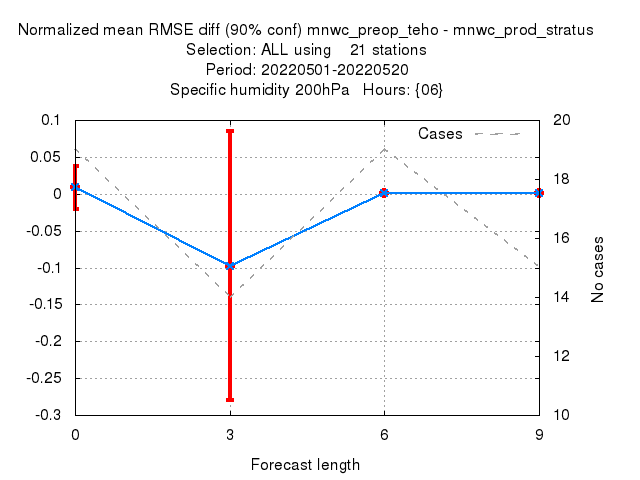 Normalized mean RMSE diff (90% conf) mnwc_preop_teho - mnwc_prod_stratus
Selection: ALL using 21 stations
Period: 20220501-20220520
Specific humidity 200hPa Hours: {06}
Cases
0.1
0.05
0
-0.05
-0.1
-0.15
-0.2
-0.25
-0.3
20
18
16
14
12
10
No cases
0 3 6 9
Forecast length